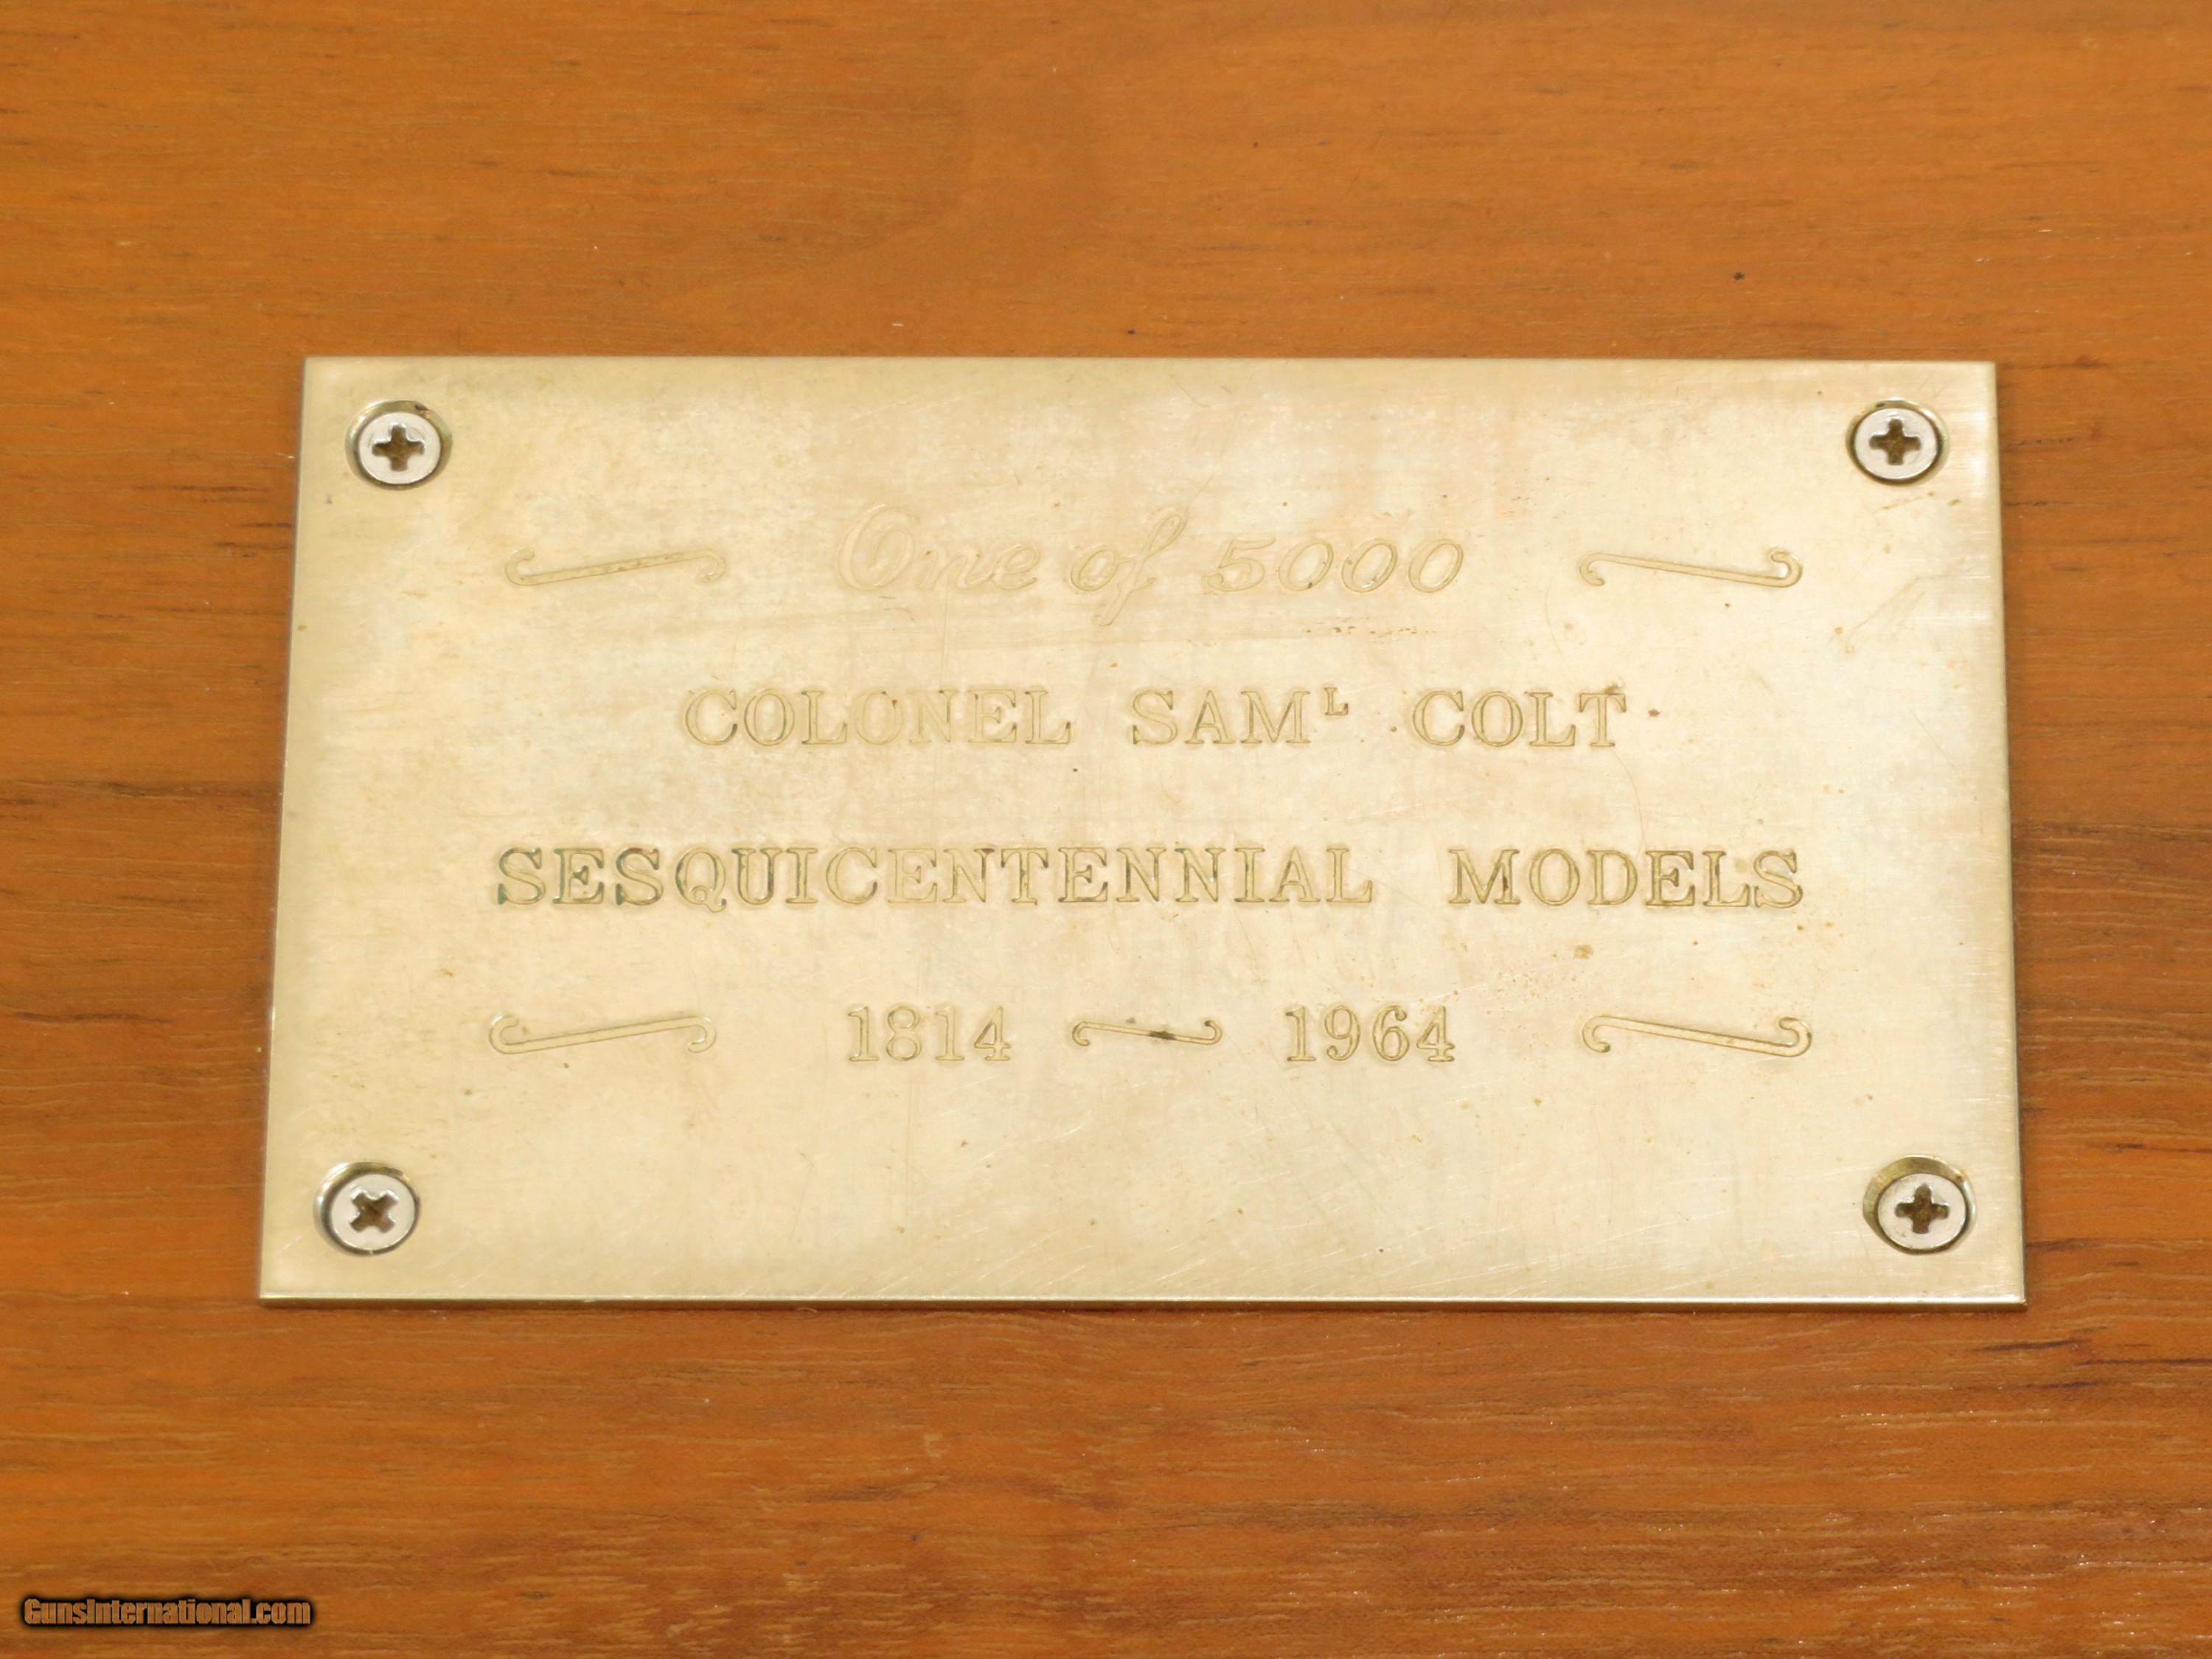 One of 5000
COLONEL SAMᴸ COLT
SESQUICENTENNIAL MODELS
1814 ~ 1964
GunsInternational.com